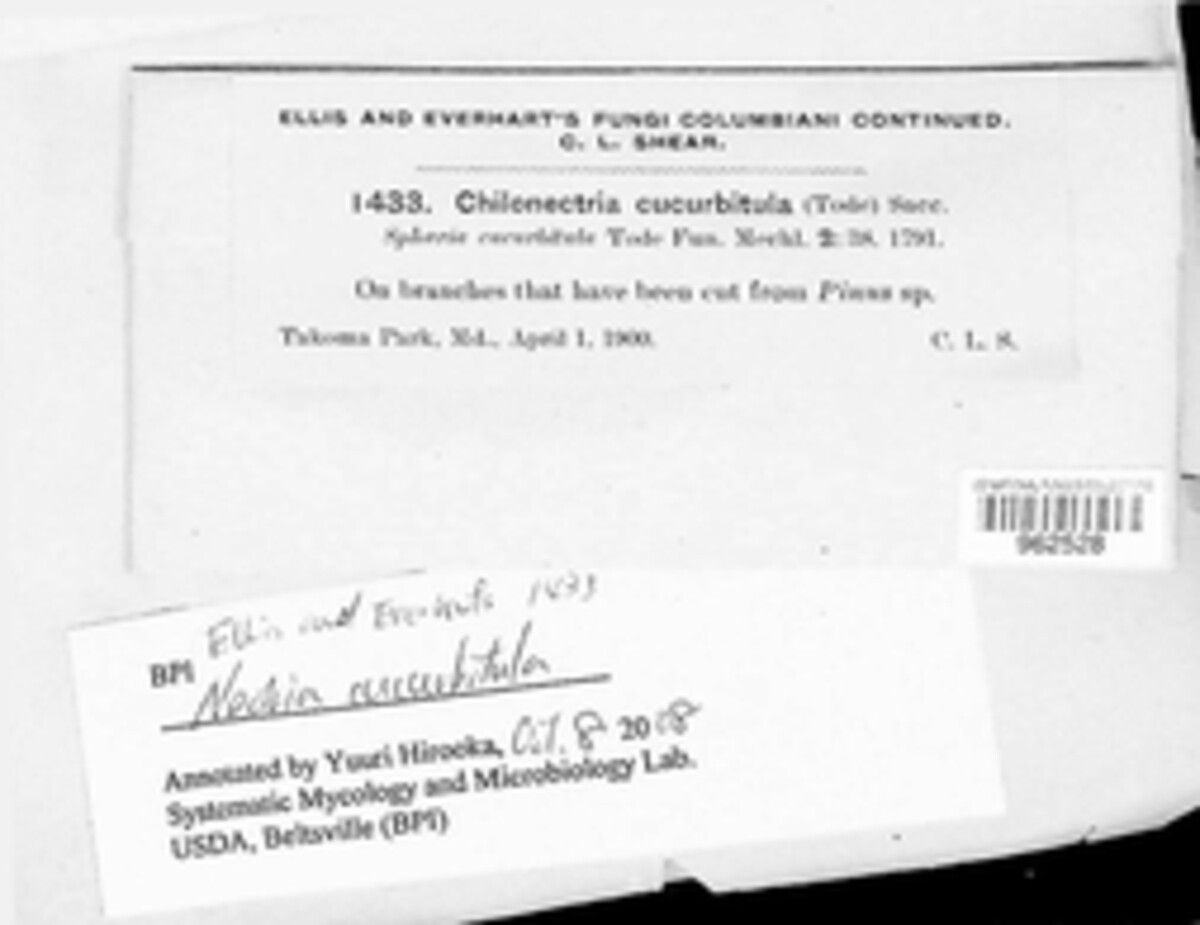 ELLIS AND EVERHART'S FUNGI COLUMBIANI CONTINUED.
C. L. SHEAR.
1433. Chilonectria cucurbitula (Tode) Sacc.
Sphaeria cucurbitula Tode Fun. Meckl. 2: 38. 1791.
On branches that have been cut from Pinus sp.
Takoma Park, Md., April 1, 1900. C. L. S.
962528
Ellis and Everharts 1433
BPI
Nectria cucurbitula
Annotated by Yuuri Hirooka, Oct. 8 2008
Systematic Mycology and Microbiology Lab.
USDA, Beltsville (BPI)